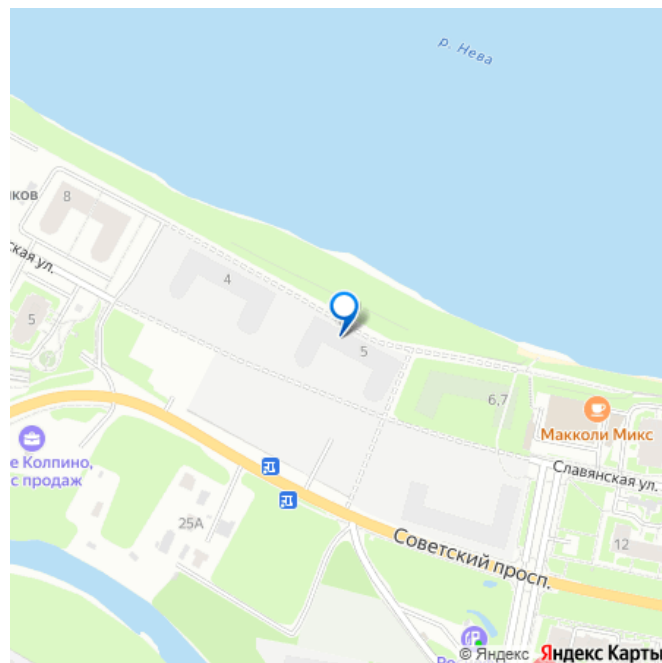 р. Нева
ков
8
ская ул.
4
5
5
6,7
Макколи Микс
е Колпино,
с продаж
Славянская ул.
25А
12
Советский просп.
© Яндекс Яндекс Карты